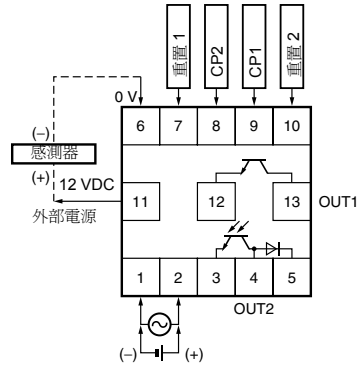 重置 1
CP2
CP1
重置 2
0 V
(–)
感測器
(+)
12 VDC
外部電源
6 7 8 9 10
11 12 13
OUT1
1 2 3 4 5
OUT2
(–) (+)